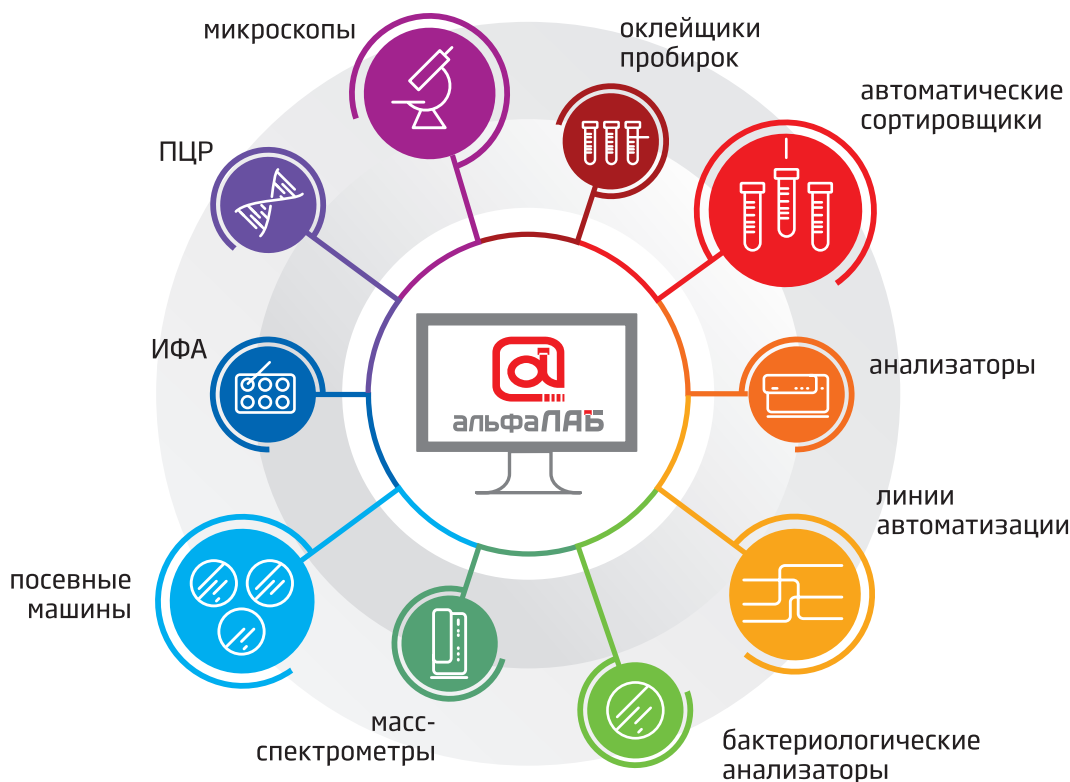 микроскопы
оклейщики
пробирок
автоматические
сортировщики
ПЦР
ИФА
альфаЛАБ
анализаторы
линии
автоматизации
посевные
машины
масс-
спектрометры
бактериологические
анализаторы